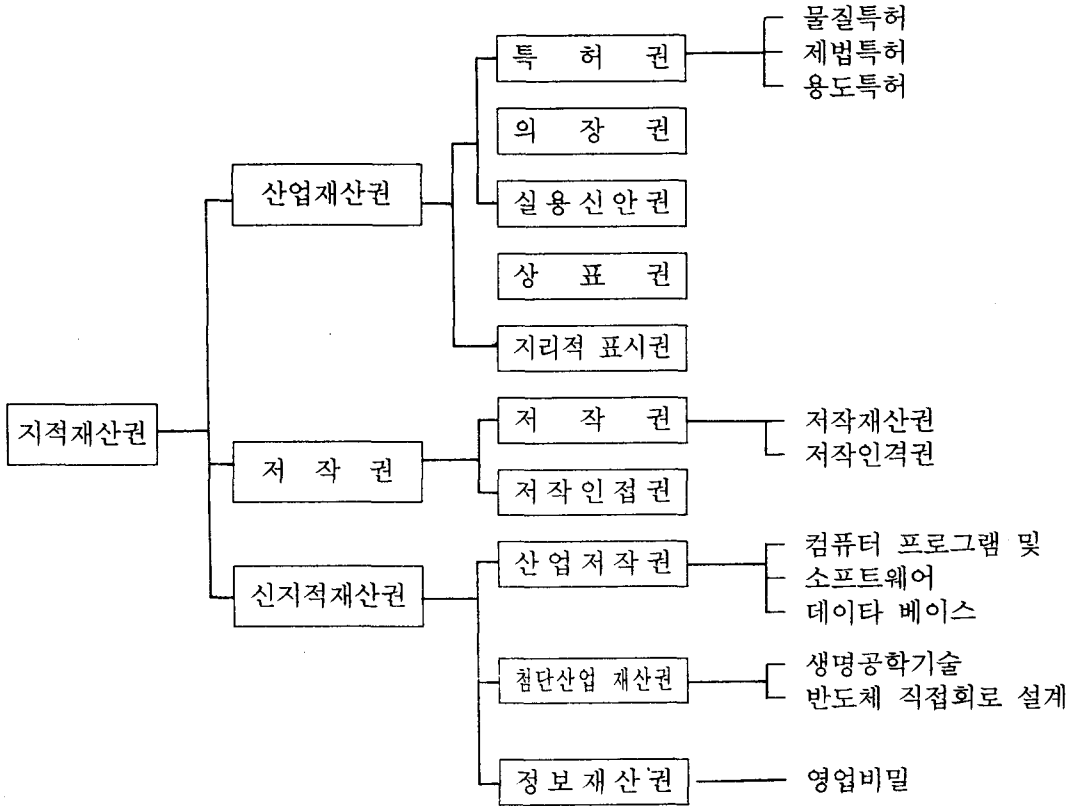 물질특허
특 허 권
제법특허
용도특허
의 장 권
산업재산권
실용신안권
상 표 권
지리적 표시권
지적재산권
저 작 권
저작재산권
저작인격권
저 작 권
저작인접권
신지적재산권
산업저작권
컴퓨터 프로그램 및
소프트웨어
데이타 베이스
첨단산업 재산권
생명공학기술
반도체 직접회로 설계
정보재산권
영업비밀